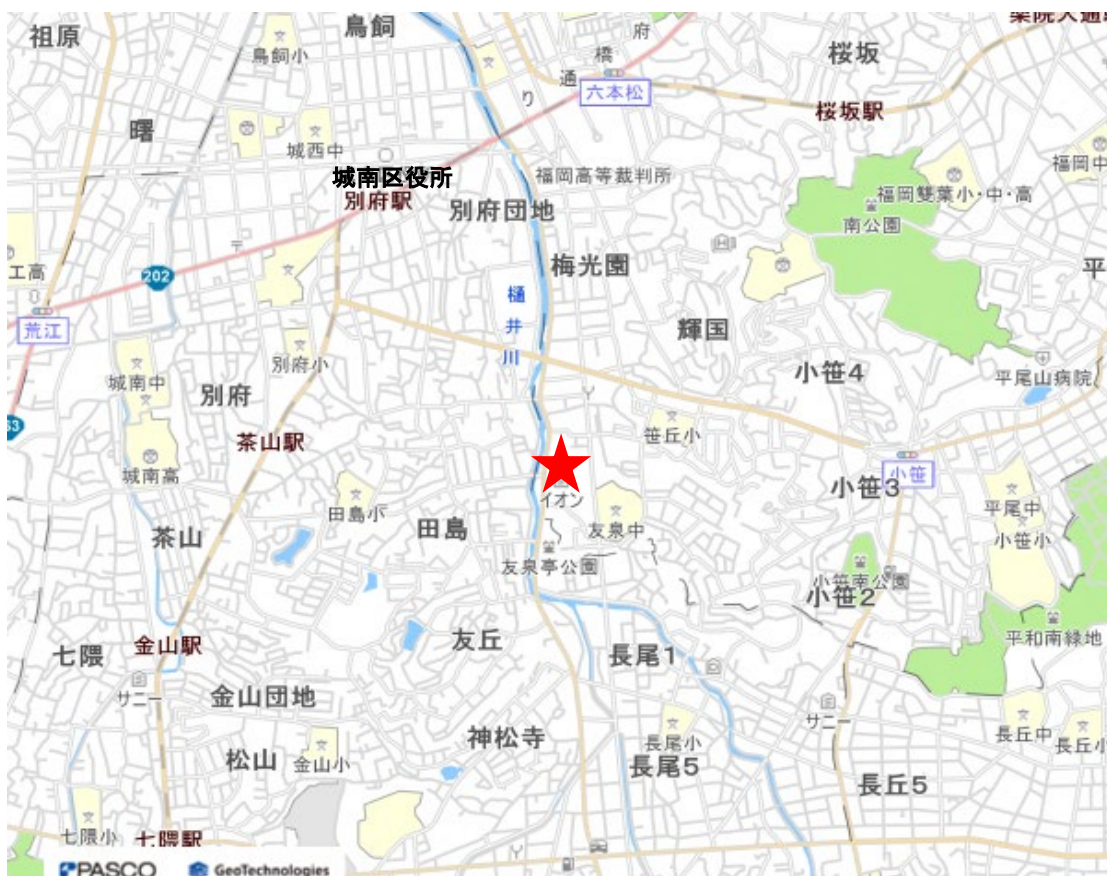 薬院大通
祖原
鳥飼
府
橋
通
り
桜坂
鳥飼小
六本松
桜坂駅
曙
城西中
福岡中
城南区役所
福岡高等裁判所
福岡雙葉小・中・高
別府駅
別府団地
南公園
工高
梅光園
平
202
樋
井
川
荒江
輝国
別府小
小笹4
平尾山病院
城南中
別府
笹丘小
茶山駅
小笹
城南高
小笹3
イオン
平尾中
田島小
田島
友泉中
小笹小
茶山
友泉亭公園
小笹南公園
小笹2
金山駅
友丘
長尾1
平和南緑地
七隈
サニー
金山団地
サニー
神松寺
長尾小
長丘中
長丘小
松山
金山小
長尾5
長丘5
七隈小
七隈駅
PASCO
GeoTechnologies